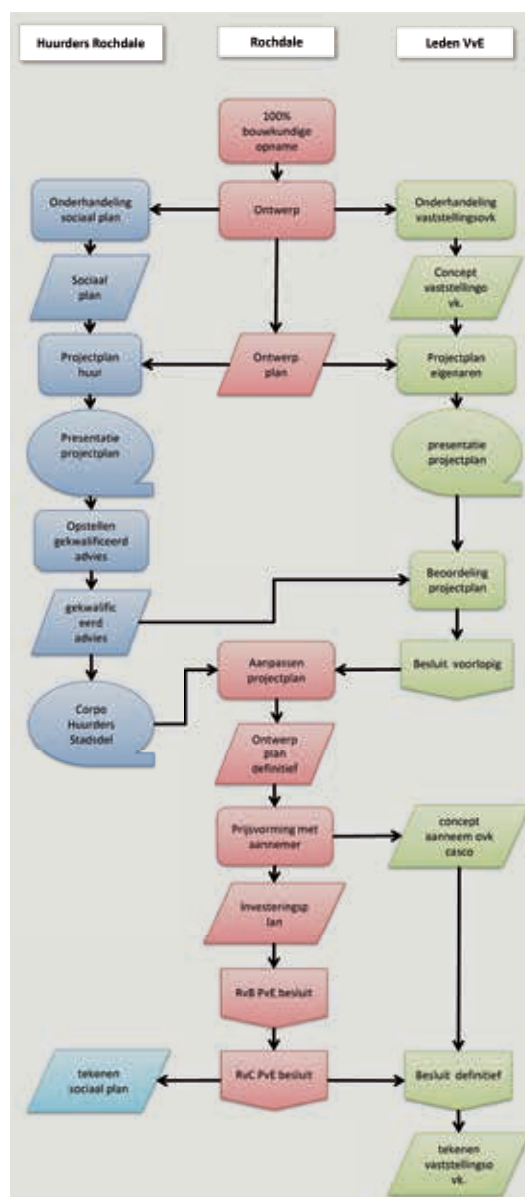 Huurders Rochdale
Rochdale
Leden VvE
100%
bouwkundige
opname
Onderhandeling
sociaal plan
Ontwerp
Onderhandeling
vaststellingsovk
Sociaal
plan
Concept
vaststellingso
vk.
Projectplan
huur
Ontwerp
plan
Projectplan
eigenaren
Presentatie
projectplan
presentatie
projectplan
Opstellen
gekwalificeerd
advies
Beoordeling
projectplan
gekwalific
eerd
advies
Aanpassen
projectplan
Besluit voorlopig
Corpo
Huurders
Stadsdel
Ontwerp
plan
definitief
Prijsvorming met
aannemer
concept
aanneem ovk
casco
Investeringsp
lan
RvB PvE besluit
tekenen
sociaal plan
RvC PvE besluit
Besluit definitief
tekenen
vaststellingso
vk.